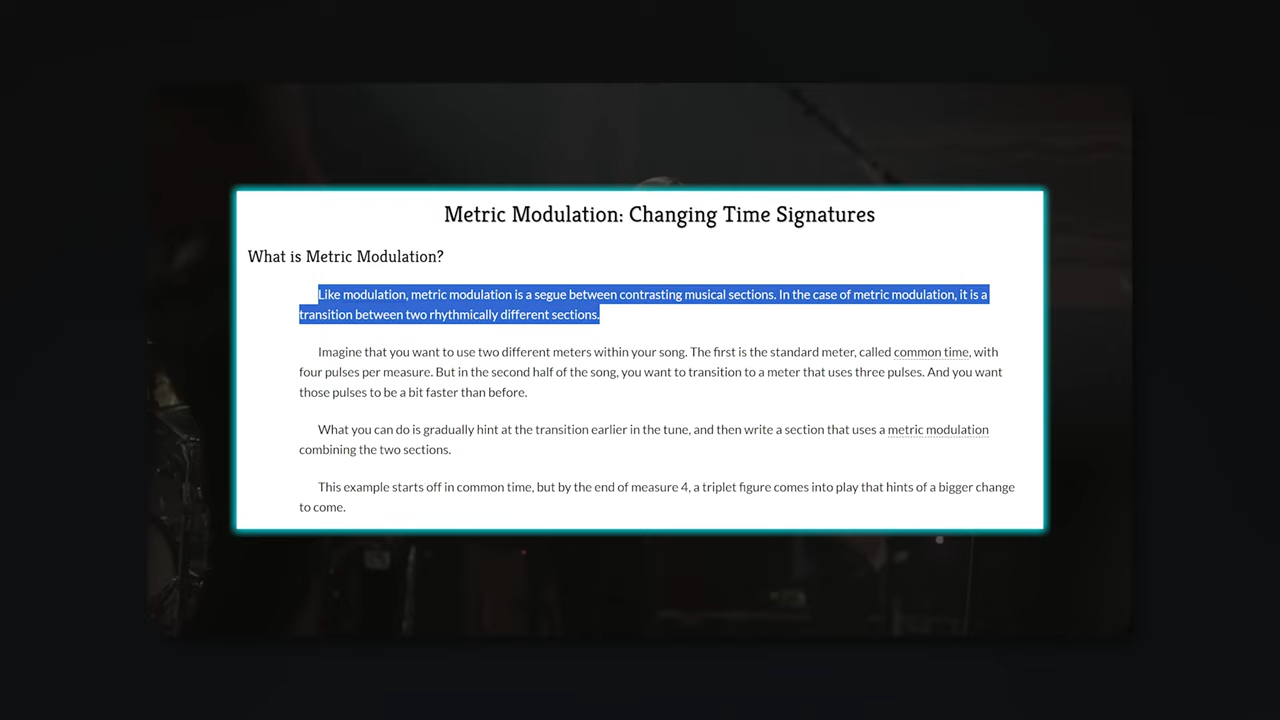 Metric Modulation: Changing Time Signatures
What is Metric Modulation?
Like modulation, metric modulation is a segue between contrasting musical sections. In the case of metric modulation, it is a
transition between two rhythmically different sections.
Imagine that you want to use two different meters within your song. The first is the standard meter, called common time, with
four pulses per measure. But in the second half of the song, you want to transition to a meter that uses three pulses. And you want
those pulses to be a bit faster than before.
What you can do is gradually hint at the transition earlier in the tune, and then write a section that uses a metric modulation
combining the two sections.
This example starts off in common time, but by the end of measure 4, a triplet figure comes into play that hints of a bigger change
to come.